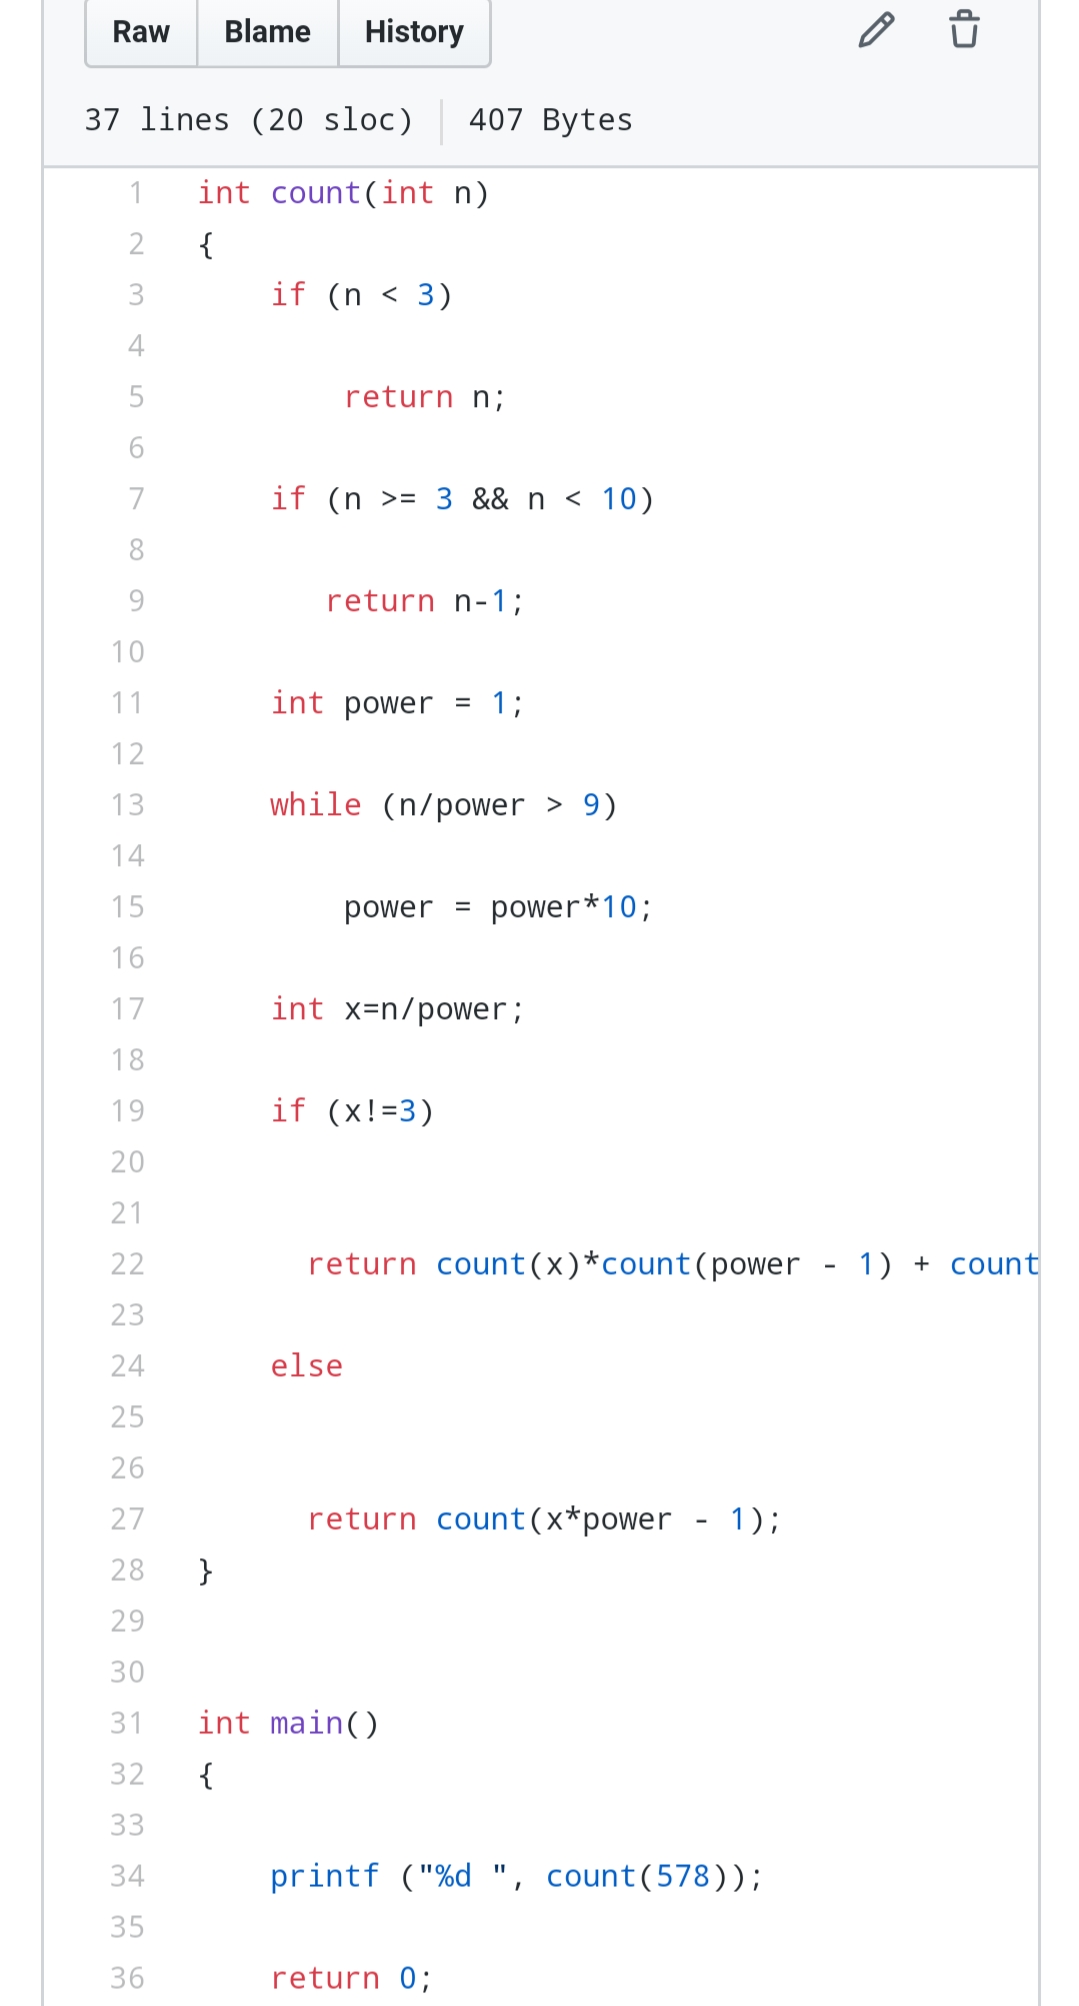 Raw Blame History
37 lines (20 sloc) 407 Bytes
1 int count(int n)
2 {
3 if (n < 3)
4
5 return n;
6
7 if (n >= 3 && n < 10)
8
9 return n-1;
10
11 int power = 1;
12
13 while (n/power > 9)
14
15 power = power*10;
16
17 int x=n/power;
18
19 if (x!=3)
20
21
22 return count(x)*count(power - 1) + count
23
24 else
25
26
27 return count(x*power - 1);
28 }
29
30
31 int main()
32 {
33
34 printf ("%d ", count(578));
35
36 return 0;